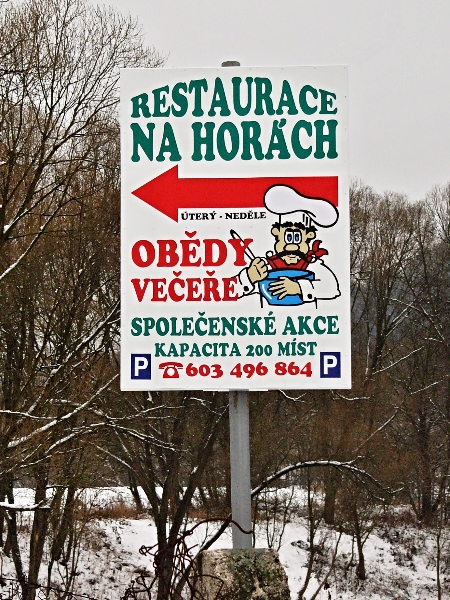 RESTAURACE
NA HORÁCH
ÚTERÝ - NEDĚLE
OBĚDY
VEČEŘE
SPOLEČENSKÉ AKCE
KAPACITA 200 MÍST
P ☎603 496 864 P